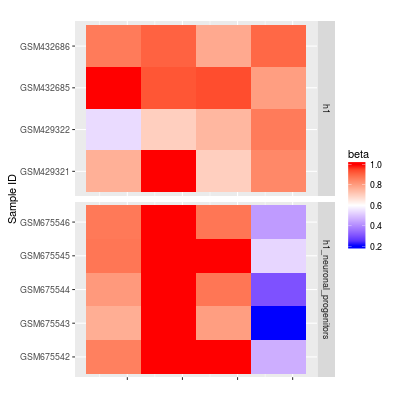 Sample ID
GSM432686
GSM432685
GSM429322
GSM429321
h1
GSM675546
GSM675545
GSM675544
GSM675543
GSM675542
h1_neuronal_progenitors
beta
1.0
0.8
0.6
0.4
0.2